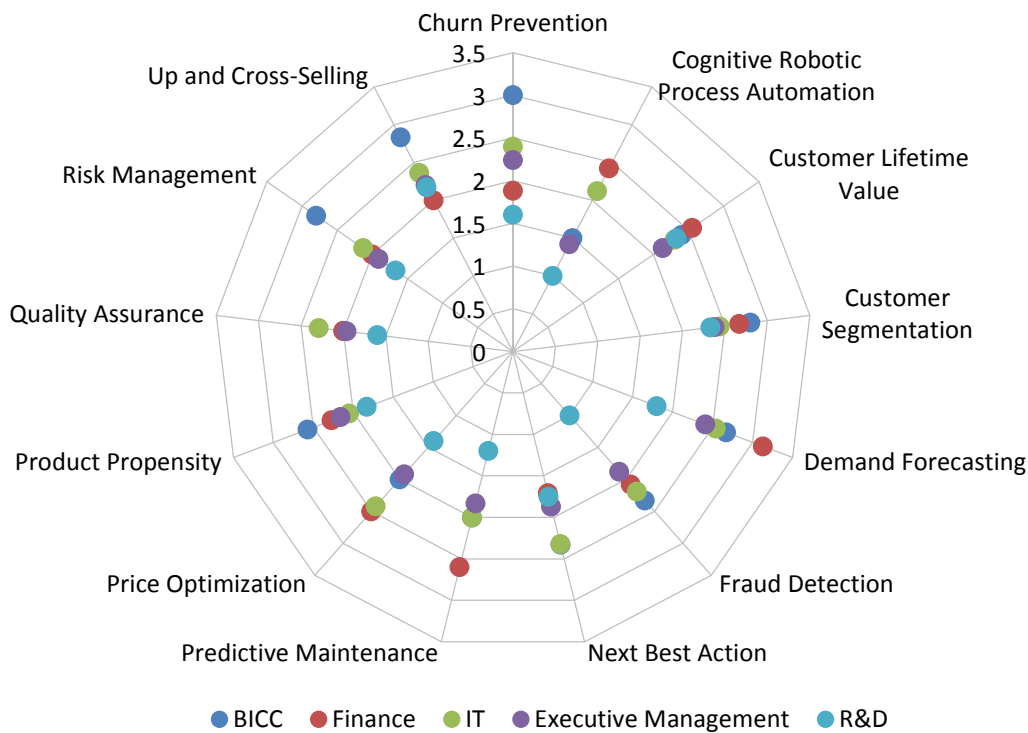 Churn Prevention
Cognitive Robotic
Process Automation
Customer Lifetime
Value
Customer
Segmentation
Demand Forecasting
Fraud Detection
Next Best Action
Predictive Maintenance
Price Optimization
Product Propensity
Quality Assurance
Risk Management
Up and Cross-Selling
3.5
3
2.5
2
1.5
1
0.5
0
BICC Finance IT Executive Management R&D